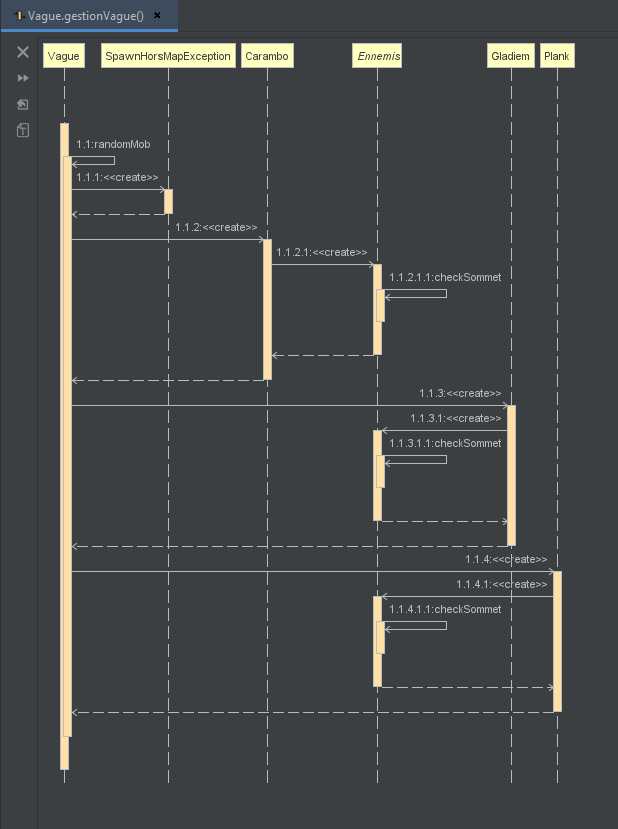 Vague.gestionVague()
Vague SpawnHorsMapException Carambo Ennemis Gladiem Plank
1.1:randomMob
1.1.1:<<create>>
1.1.2:<<create>>
1.1.2.1:<<create>>
1.1.2.1.1:checkSommet
1.1.3:<<create>>
1.1.3.1:<<create>>
1.1.3.1.1:checkSommet
1.1.4:<<create>>
1.1.4.1:<<create>>
1.1.4.1.1:checkSommet